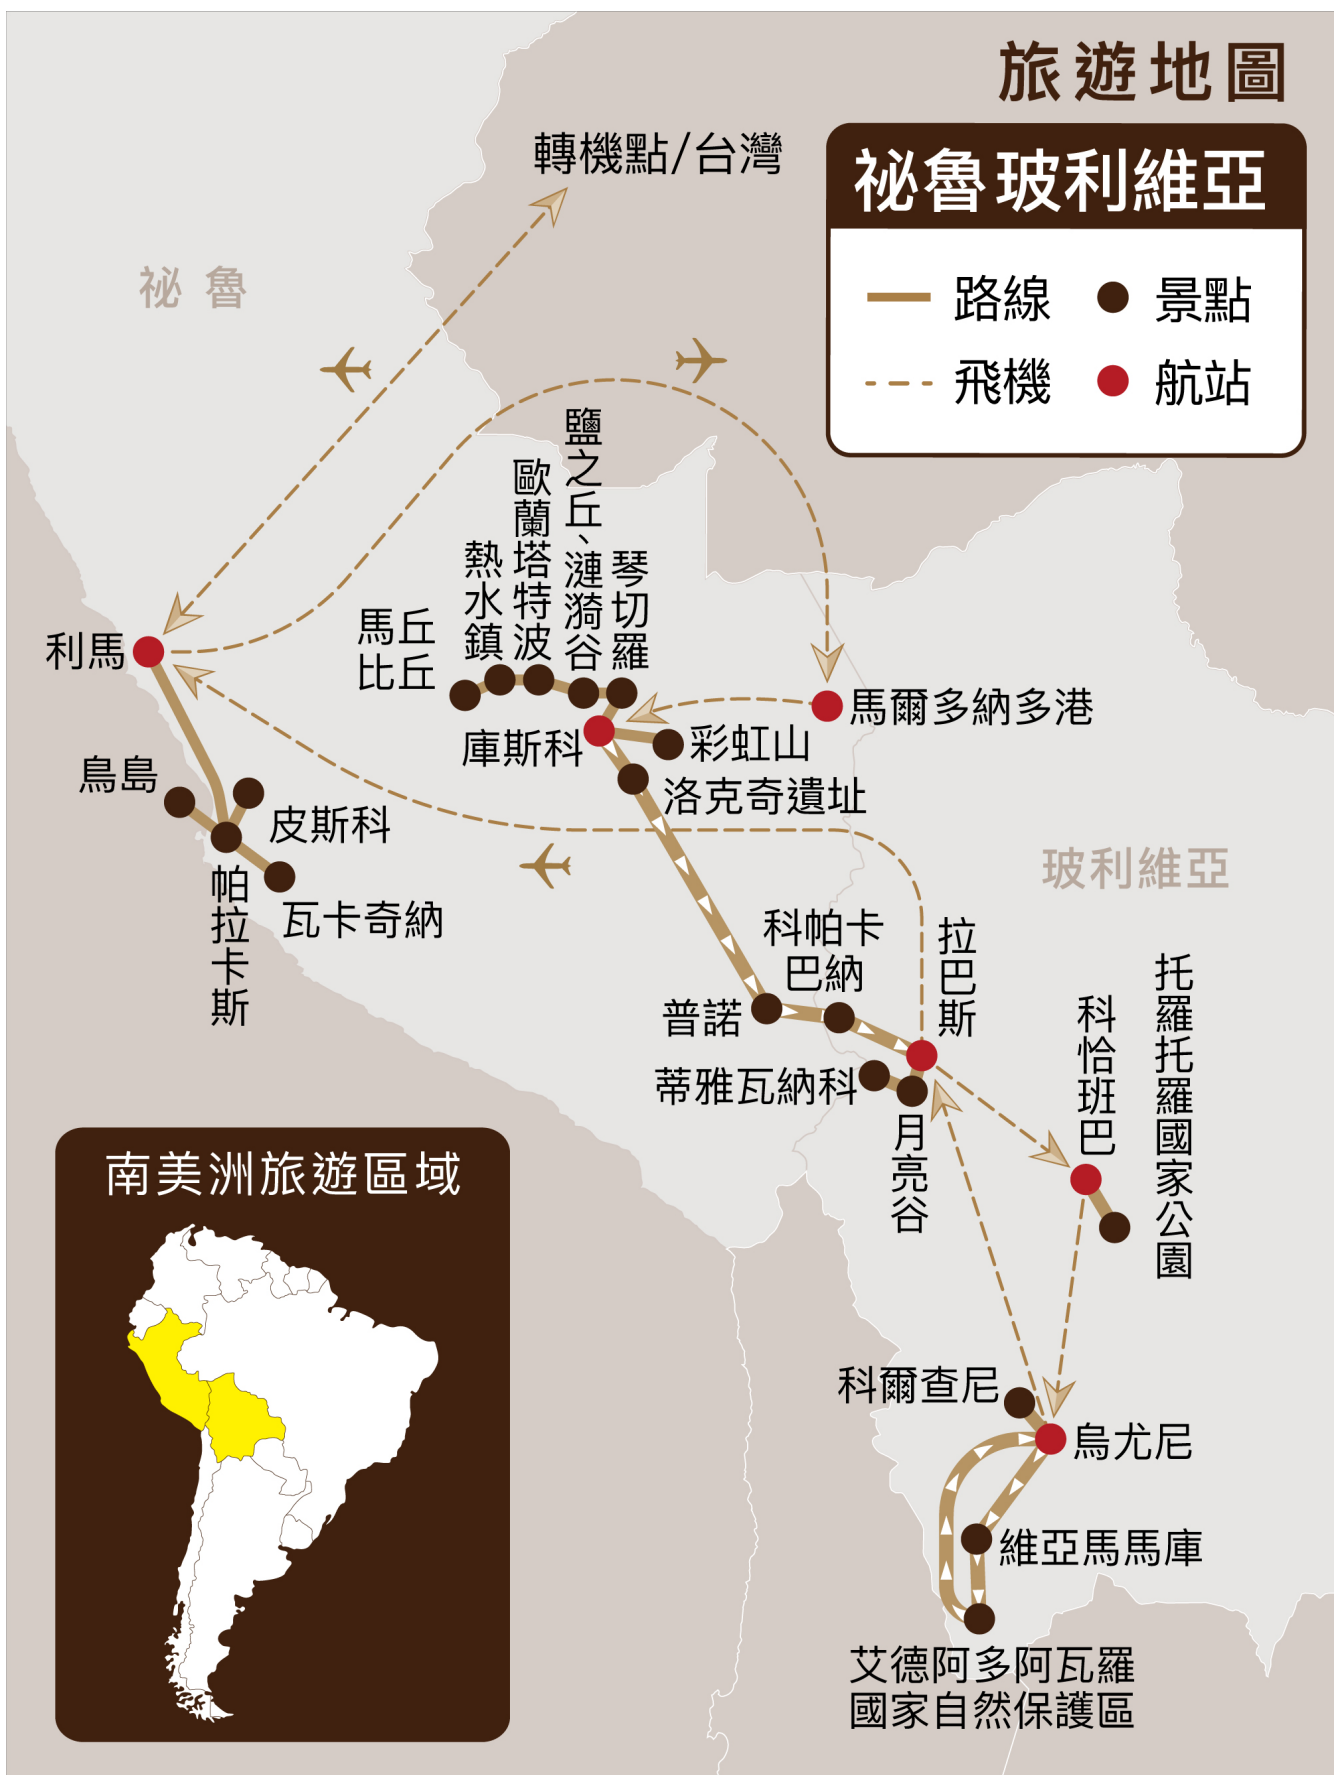 旅遊地圖
祕魯玻利維亞
路線
景點
飛機
航站
轉機點/台灣
祕魯
鹽之丘、漣漪谷
歐蘭塔特波
熱水鎮
琴切羅
馬丘
比丘
利馬
馬爾多納多港
庫斯科
彩虹山
洛克奇遺址
鳥島
皮斯科
帕拉卡斯
瓦卡奇納
玻利維亞
科帕卡
巴納
拉巴斯
普諾
蒂雅瓦納科
月亮谷
科恰班巴
托羅托羅國家公園
南美洲旅遊區域
科爾查尼
烏尤尼
維亞馬馬庫
艾德阿多阿瓦羅
國家自然保護區